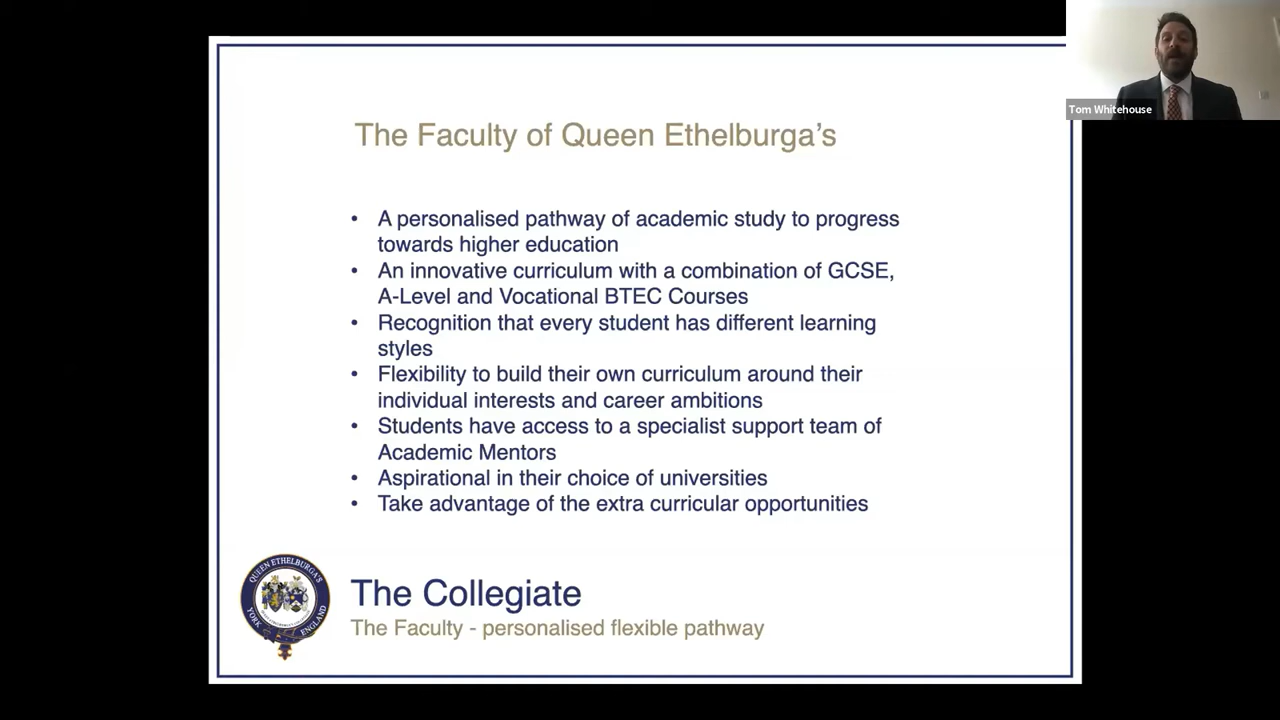 Tom Whitehouse
The Faculty of Queen Ethelburga's
• A personalised pathway of academic study to progress
towards higher education
• An innovative curriculum with a combination of GCSE,
A-Level and Vocational BTEC Courses
• Recognition that every student has different learning
styles
• Flexibility to build their own curriculum around their
individual interests and career ambitions
• Students have access to a specialist support team of
Academic Mentors
• Aspirational in their choice of universities
• Take advantage of the extra curricular opportunities
QUEEN ETHELBURGA'S
YORK
ENGLAND
The Collegiate
The Faculty - personalised flexible pathway